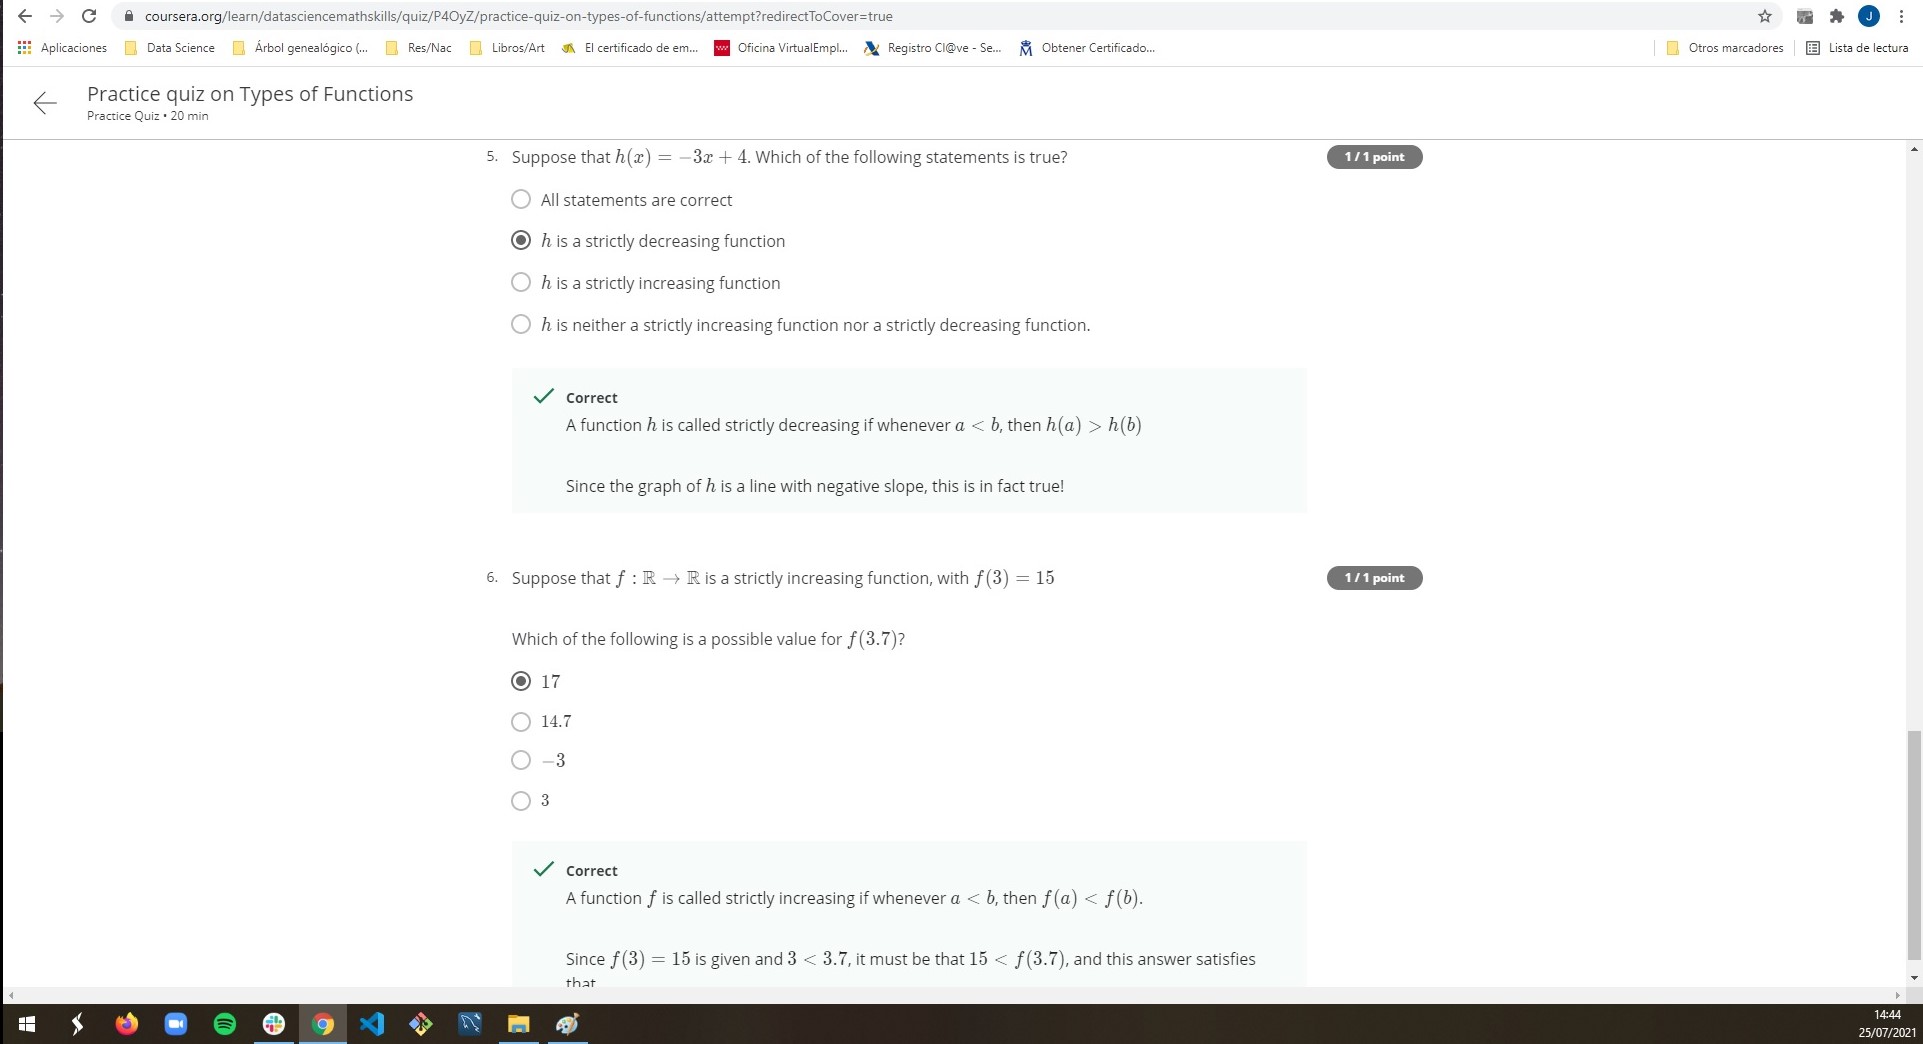 coursera.org/learn/datasciencemathskills/quiz/P4OyZ/practice-quiz-on-types-of-functions/attempt?redirectToCover=true
J
Aplicaciones Data Science Árbol genealógico (... Res/Nac Libros/Art El certificado de em... Oficina VirtualEmpl... Registro Cl@ve - Se... Obtener Certificado... Otros marcadores Lista de lectura
Practice quiz on Types of Functions
Practice Quiz • 20 min
5. Suppose that h(x) = −3x + 4. Which of the following statements is true?
1 / 1 point
All statements are correct
h is a strictly decreasing function
h is a strictly increasing function
h is neither a strictly increasing function nor a strictly decreasing function.
Correct
A function h is called strictly decreasing if whenever a < b, then h(a) > h(b)
Since the graph of h is a line with negative slope, this is in fact true!
6. Suppose that f : ℝ → ℝ is a strictly increasing function, with f(3) = 15
1 / 1 point
Which of the following is a possible value for f(3.7)?
17
14.7
−3
3
Correct
A function f is called strictly increasing if whenever a < b, then f(a) < f(b).
Since f(3) = 15 is given and 3 < 3.7, it must be that 15 < f(3.7), and this answer satisfies
that
14:44
25/07/2021